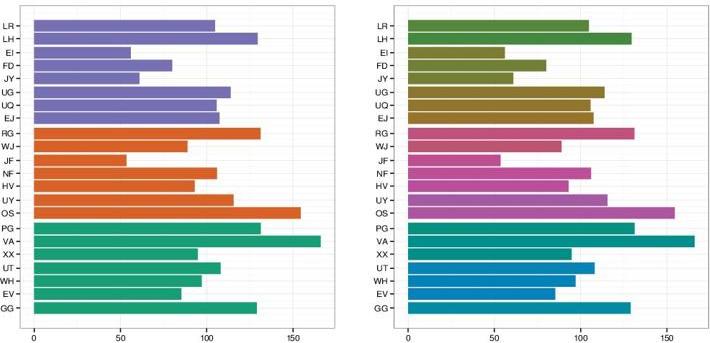 LR
LH
EI
FD
JY
UG
UQ
EJ
RG
WJ
JF
NF
HV
UY
OS
PG
VA
XX
UT
WH
EV
GG
0 50 100 150
LR
LH
EI
FD
JY
UG
UQ
EJ
RG
WJ
JF
NF
HV
UY
OS
PG
VA
XX
UT
WH
EV
GG
0 50 100 150